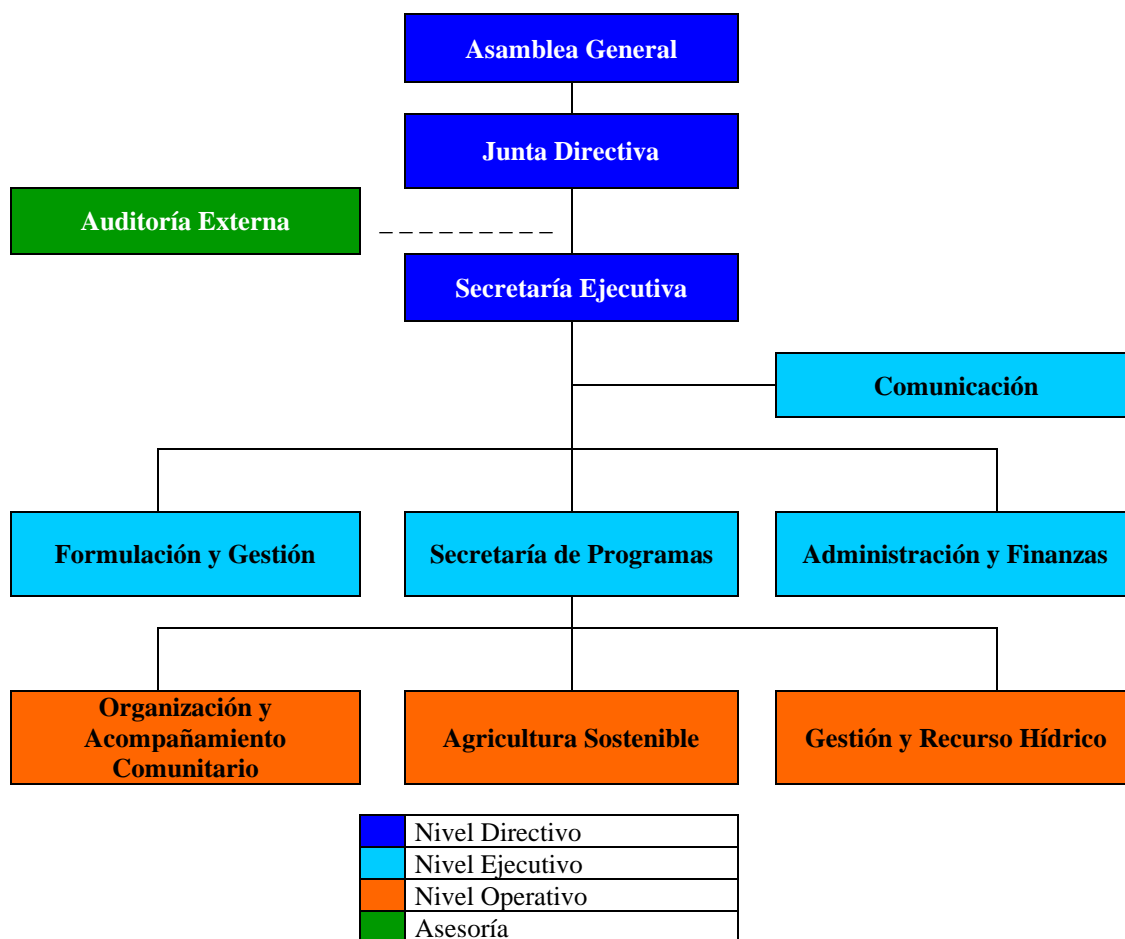 Asamblea General
Junta Directiva
Auditoría Externa
Secretaría Ejecutiva
Comunicación
Formulación y Gestión
Secretaría de Programas
Administración y Finanzas
Organización y
Acompañamiento
Comunitario
Agricultura Sostenible
Gestión y Recurso Hídrico
Nivel Directivo
Nivel Ejecutivo
Nivel Operativo
Asesoría